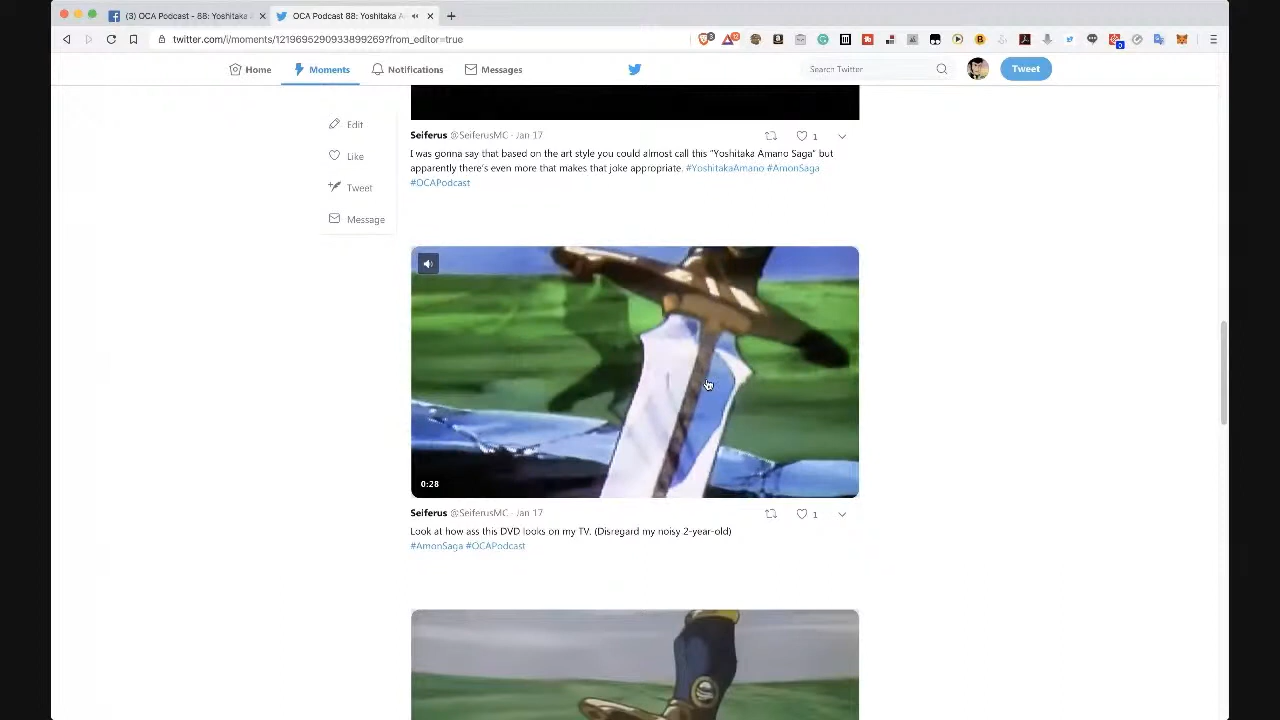 (3) OCA Podcast - 88: Yoshitaka
OCA Podcast 88: Yoshitaka A
twitter.com/i/moments/1219695290933899269?from_editor=true
Home
Moments
Notifications
Messages
Search Twitter
Tweet
Edit
Like
Tweet
Message
Seiferus @SeiferusMC · Jan 17
1
I was gonna say that based on the art style you could almost call this "Yoshitaka Amano Saga" but
apparently there's even more that makes that joke appropriate. #YoshitakaAmano #AmonSaga
#OCAPodcast
0:28
Seiferus @SeiferusMC · Jan 17
1
Look at how ass this DVD looks on my TV. (Disregard my noisy 2-year-old)
#AmonSaga #OCAPodcast